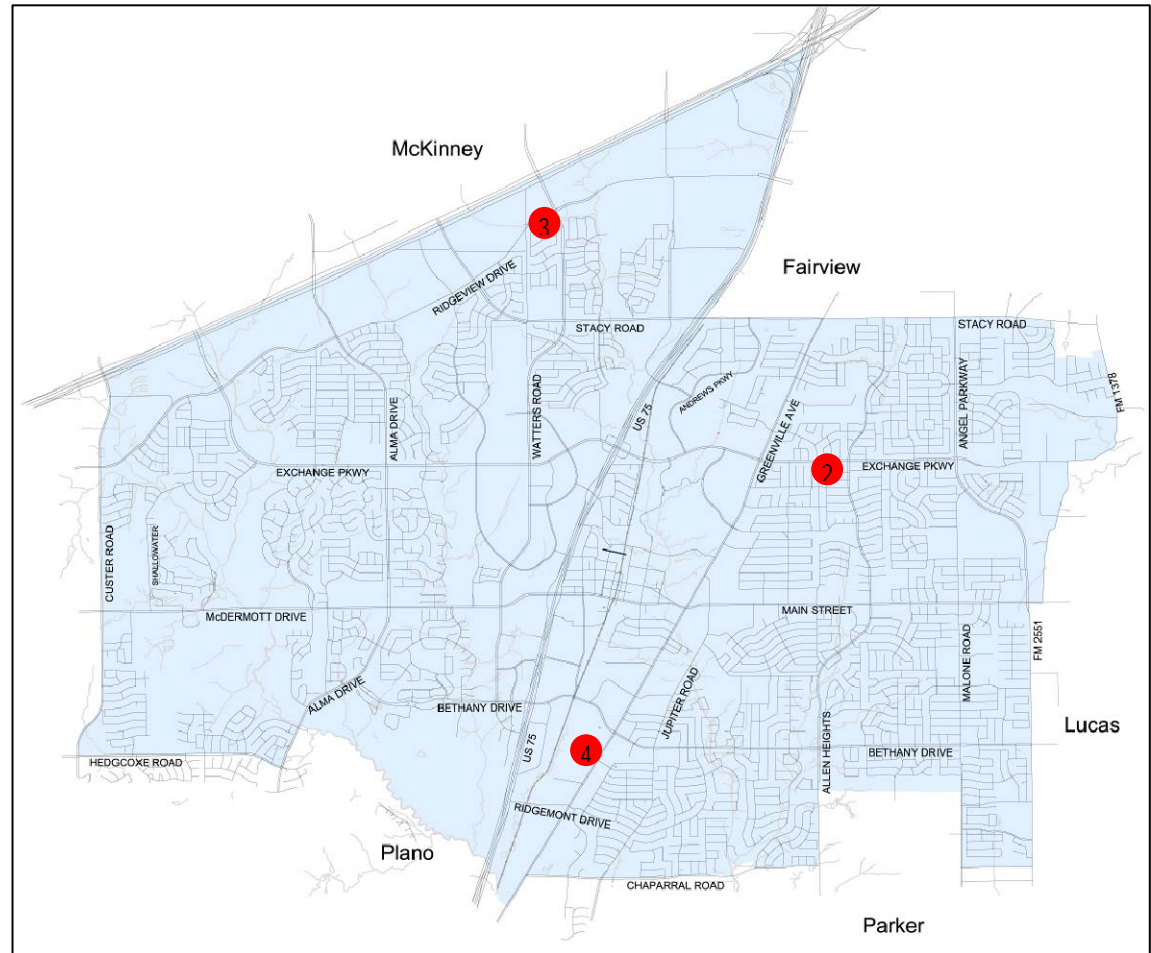 McKinney
3
Fairview
RIDGEVIEW DRIVE
STACY ROAD
STACY ROAD
ANDREWS PKWY
ANGEL PARKWAY
FM 1378
WATTERS ROAD
US 75
ALMA DRIVE
GREENVILLE AVE
EXCHANGE PKWY
2
EXCHANGE PKWY
CUSTER ROAD
SHALLOWATER
McDERMOTT DRIVE
MAIN STREET
MALONE ROAD
FM 2551
ALMA DRIVE
BETHANY DRIVE
JUPITER ROAD
Lucas
US 75
4
ALLEN HEIGHTS
BETHANY DRIVE
HEDGCOXE ROAD
RIDGEMONT DRIVE
Plano
CHAPARRAL ROAD
Parker